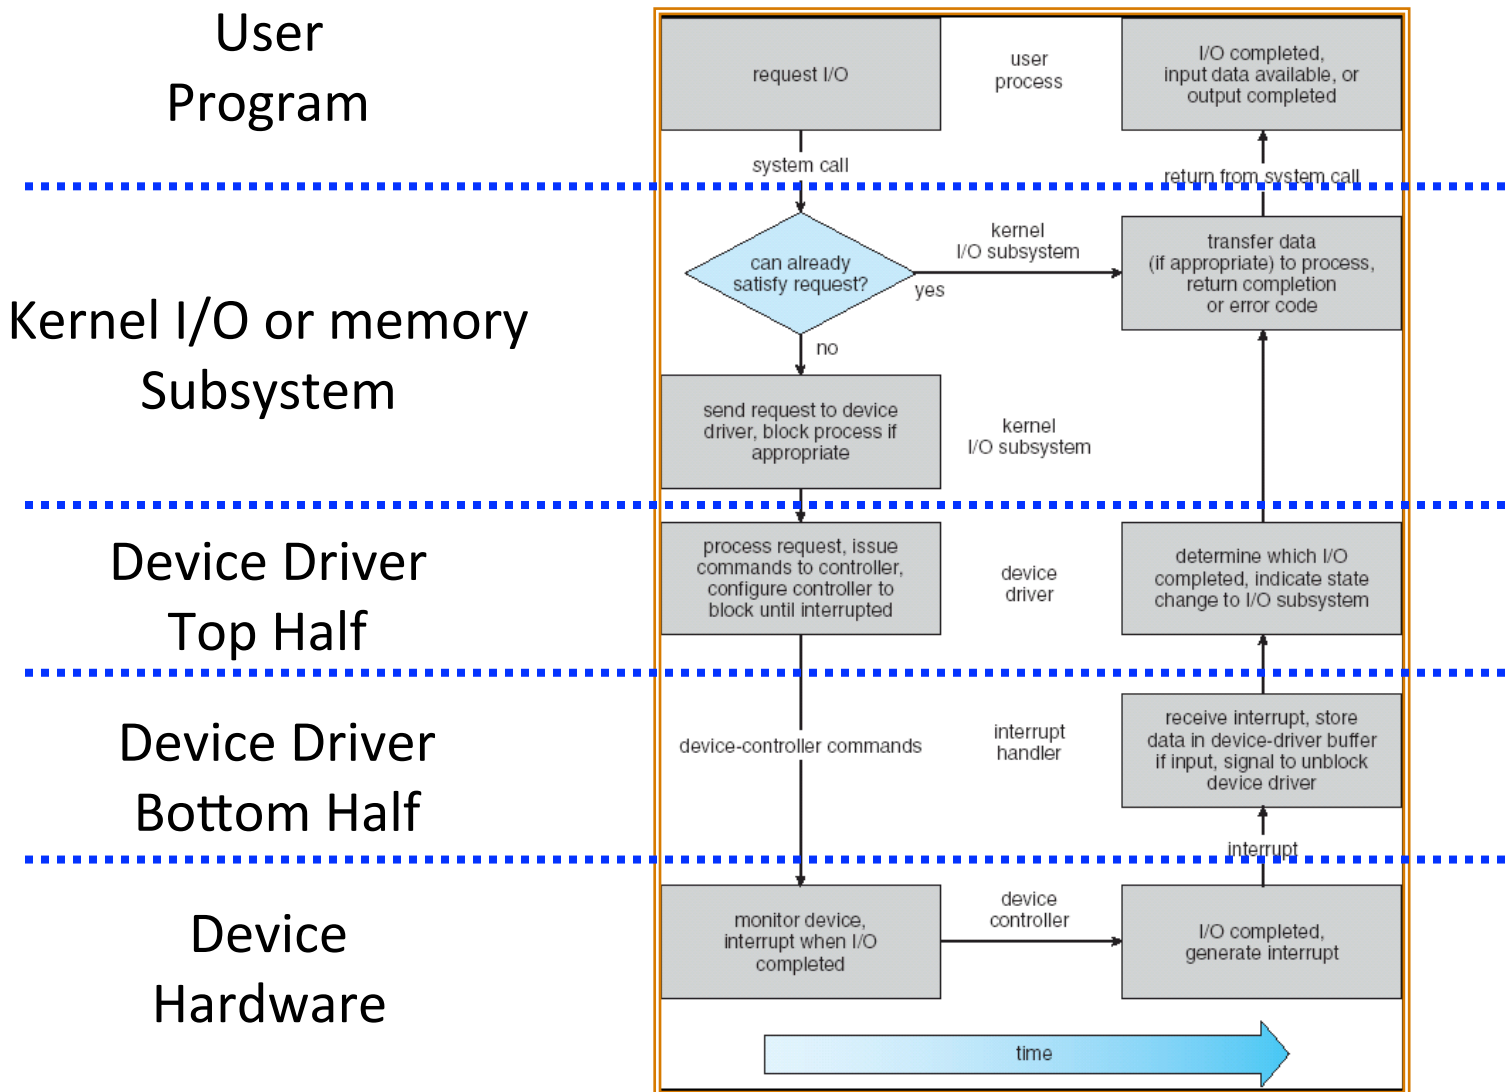 User
Program
request I/O
user
process
I/O completed,
input data available, or
output completed
system call
return from system call
Kernel I/O or memory
Subsystem
can already
satisfy request?
kernel
I/O subsystem
yes
transfer data
(if appropriate) to process,
return completion
or error code
no
send request to device
driver, block process if
appropriate
kernel
I/O subsystem
Device Driver
Top Half
process request, issue
commands to controller,
configure controller to
block until interrupted
device
driver
determine which I/O
completed, indicate state
change to I/O subsystem
Device Driver
Bottom Half
device-controller commands
interrupt
handler
receive interrupt, store
data in device-driver buffer
if input, signal to unblock
device driver
interrupt
Device
Hardware
monitor device,
interrupt when I/O
completed
device
controller
I/O completed,
generate interrupt
time